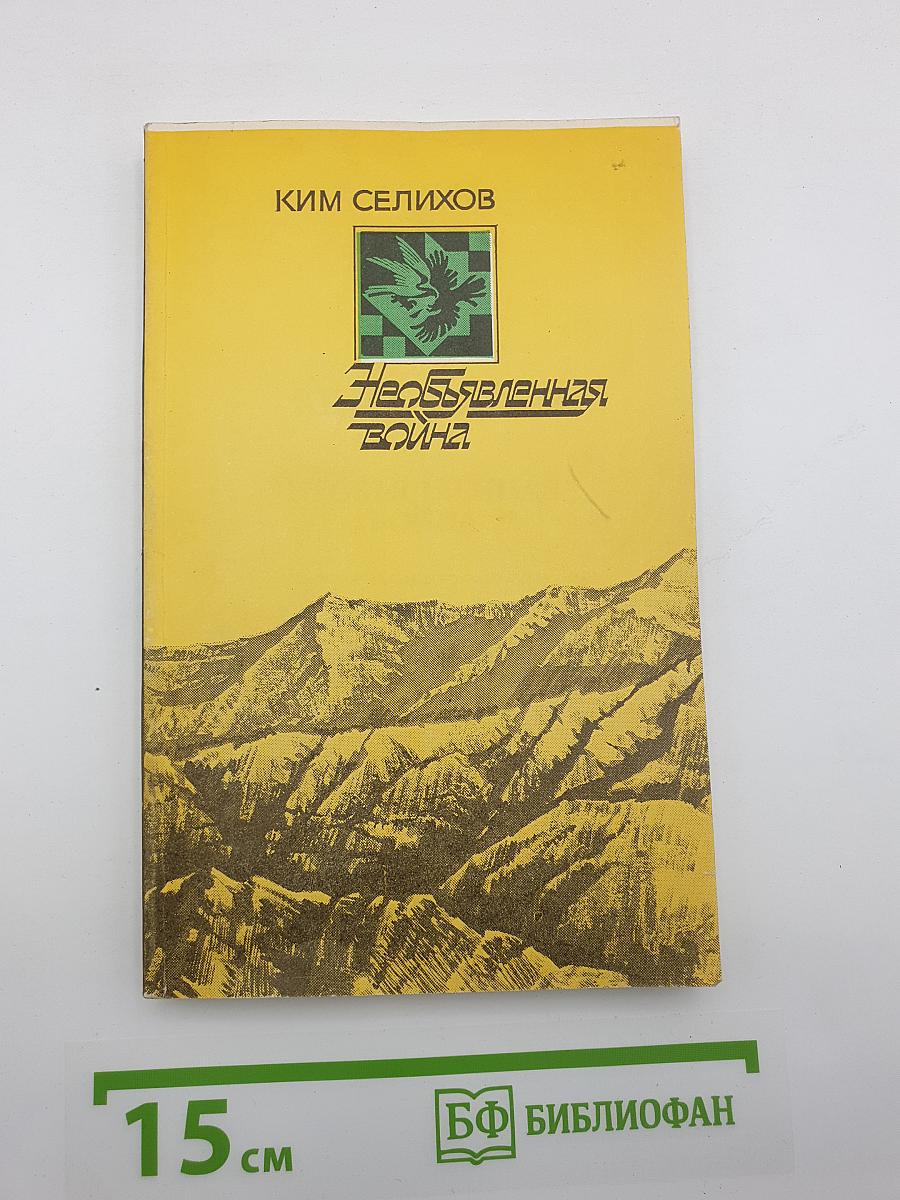 КИМ СЕЛИХОВ
Необъявленная
война
15 см
БФ БИБЛИОФАН